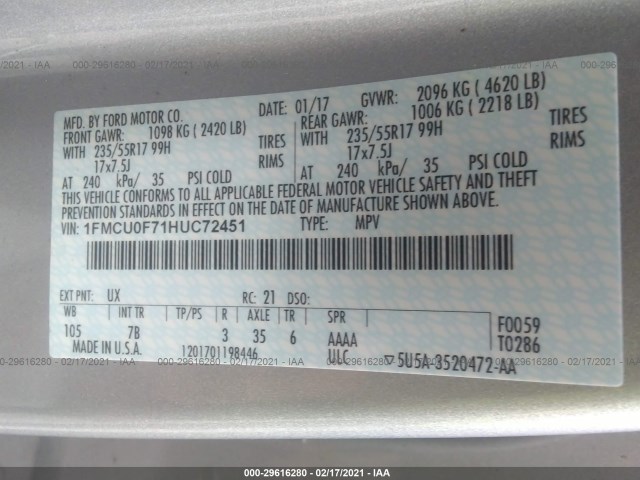 000-29616280 - 02/17/2021 - IAA 000-29616280 - 02/17/2021 - IAA 000-29616280 - 02/17/2021 - IAA
MFD. BY FORD MOTOR CO. DATE: 01/17 GVWR: 2096 KG ( 4620 LB)
FRONT GAWR: 1098 KG ( 2420 LB) REAR GAWR: 1006 KG ( 2218 LB)
WITH 235/55R17 99H TIRES WITH 235/55R17 99H TIRES
17x7.5J RIMS 17x7.5J RIMS
AT 240 kPa/ 35 PSI COLD AT 240 kPa/ 35 PSI COLD
THIS VEHICLE CONFORMS TO ALL APPLICABLE FEDERAL MOTOR VEHICLE SAFETY AND THEFT
PREVENTION STANDARDS IN EFFECT ON THE DATE OF MANUFACTURE SHOWN ABOVE.
VIN: 1FMCU0F71HUC72451 TYPE: MPV
EXT PNT: UX RC: 21 DSO:
WB INT TR TP/PS R AXLE TR SPR
105 7B 3 35 6 AAAA F0059
MADE IN U.S.A. 1201701198446 ULC T0286
▽5U5A-3520472-AA
000-29616280 - 02/17/2021 - IAA